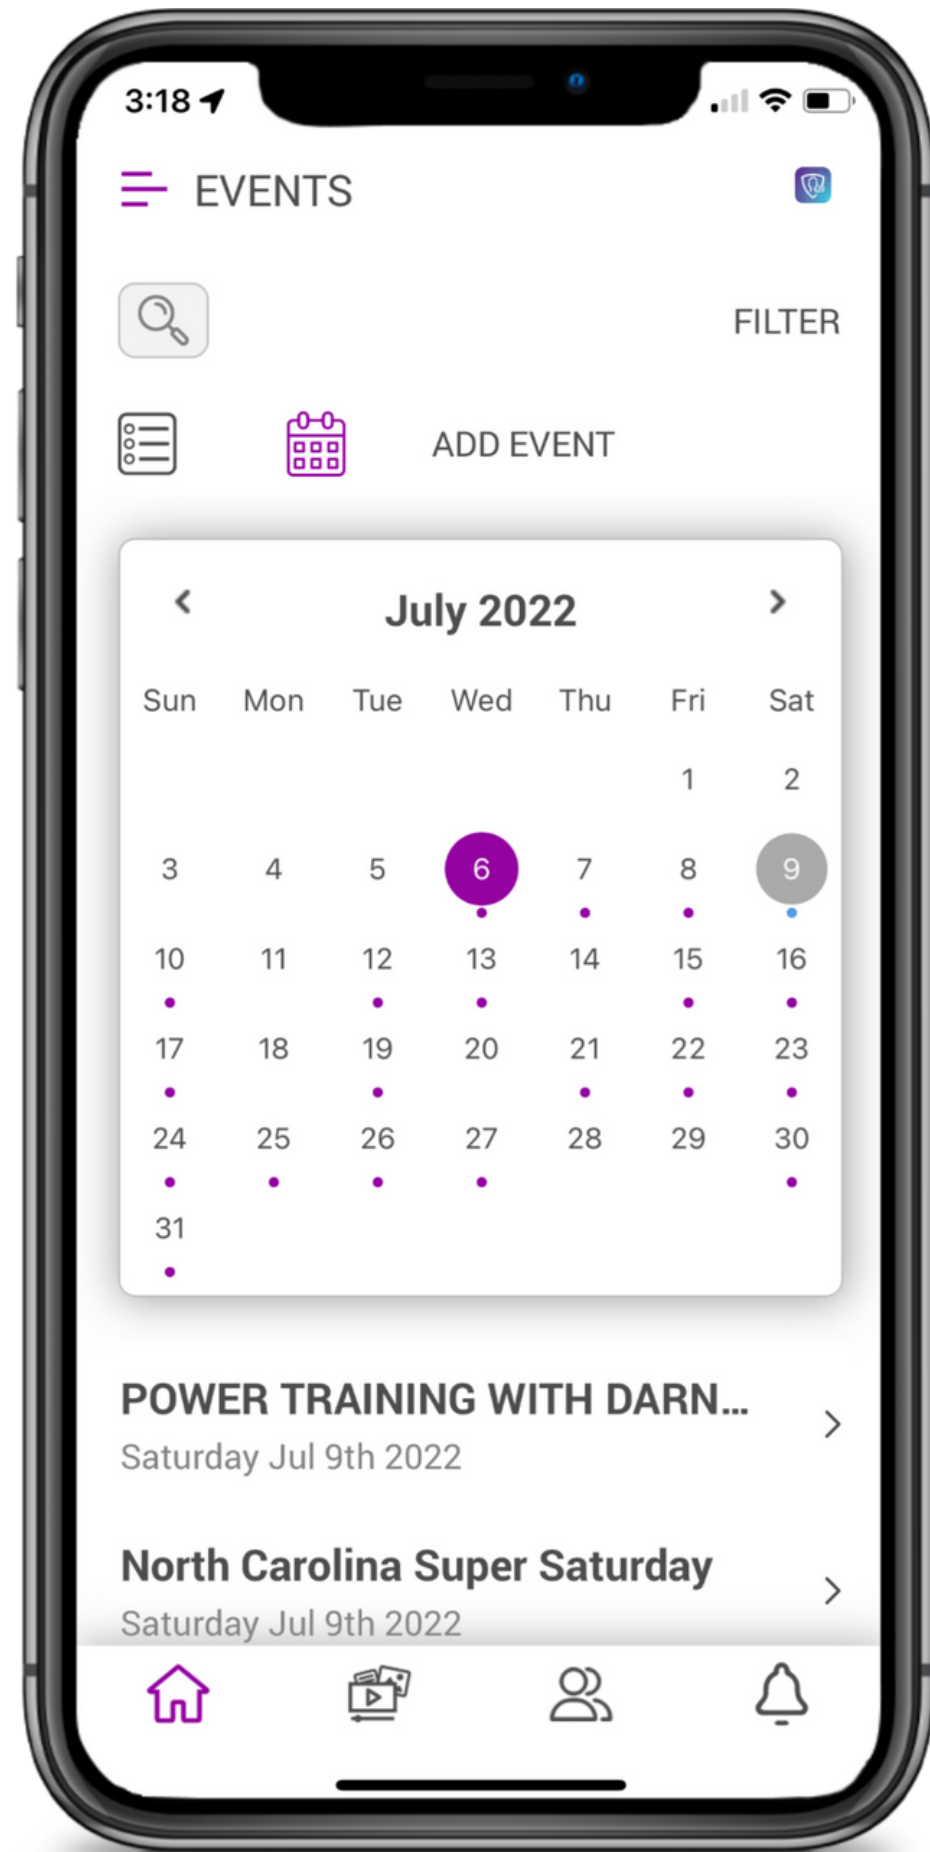 3:18
EVENTS
FILTER
ADD EVENT
July 2022
Sun Mon Tue Wed Thu Fri Sat
1 2
3 4 5 6 7 8 9
10 11 12 13 14 15 16
17 18 19 20 21 22 23
24 25 26 27 28 29 30
31
POWER TRAINING WITH DARN...
Saturday Jul 9th 2022
North Carolina Super Saturday
Saturday Jul 9th 2022